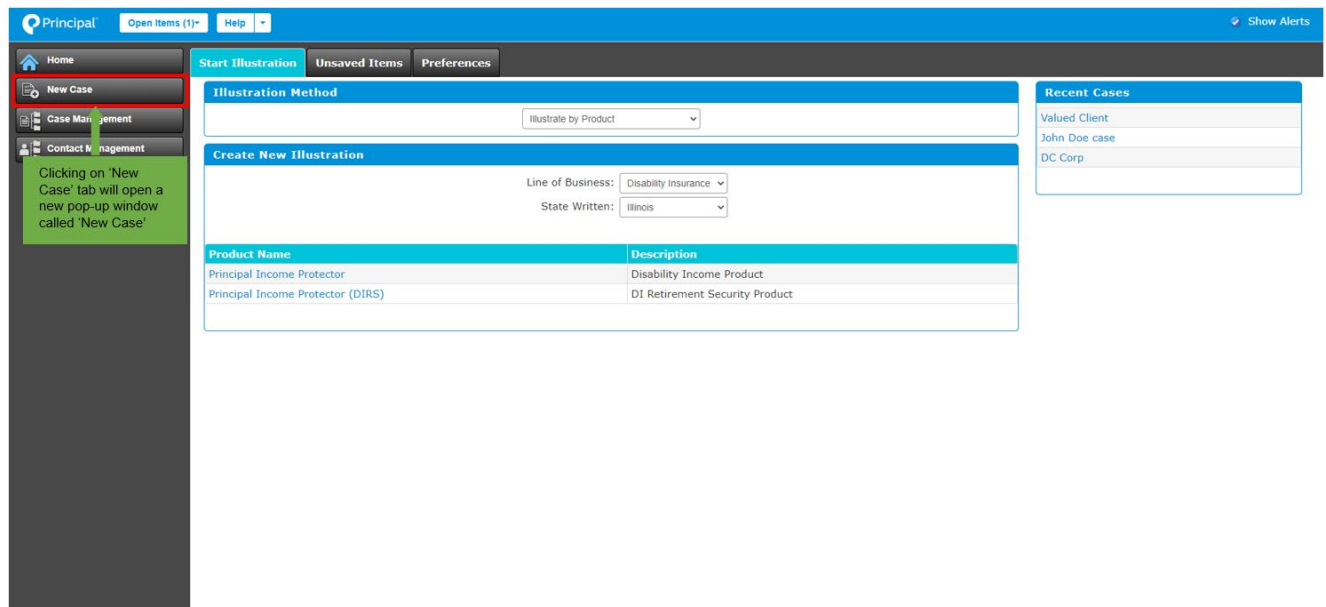 Principal® Open Items (1) Help Show Alerts
Home
New Case
Case Management
Contact Management
Clicking on ‘New
Case’ tab will open a
new pop-up window
called ‘New Case’
Start Illustration Unsaved Items Preferences
Illustration Method
Illustrate by Product
Create New Illustration
Line of Business: Disability Insurance
State Written: Illinois
Product Name Description
Principal Income Protector Disability Income Product
Principal Income Protector (DIRS) DI Retirement Security Product
Recent Cases
Valued Client
John Doe case
DC Corp